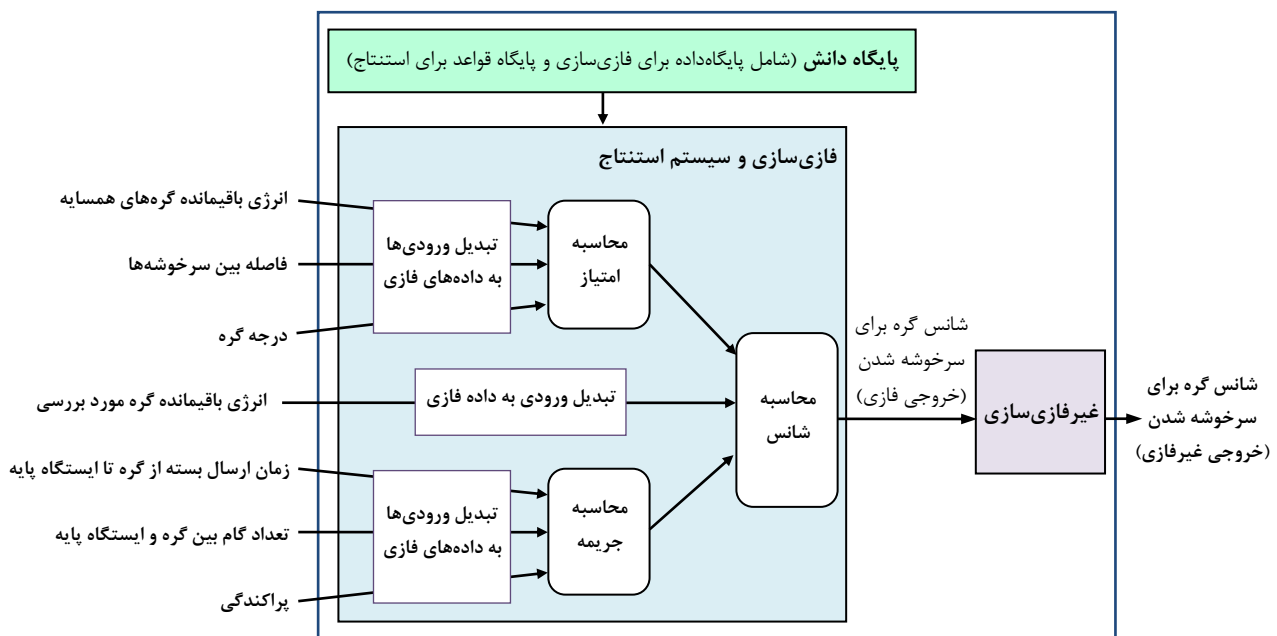 پایگاه دانش (شامل پایگاه‌داده برای فازی‌سازی و پایگاه قواعد برای استنتاج)
فازی‌سازی و سیستم استنتاج
انرژی باقیمانده گره‌های همسایه
فاصله بین سرخوشه‌ها
درجه گره
تبدیل ورودی‌ها
به داده‌های فازی
محاسبه
امتیاز
انرژی باقیمانده گره مورد بررسی
تبدیل ورودی به داده فازی
زمان ارسال بسته از گره تا ایستگاه پایه
تعداد گام بین گره و ایستگاه پایه
پراکندگی
تبدیل ورودی‌ها
به داده‌های فازی
محاسبه
جریمه
محاسبه
شانس
شانس گره برای
سرخوشه شدن
(خروجی فازی)
غیرفازی‌سازی
شانس گره برای
سرخوشه شدن
(خروجی غیرفازی)